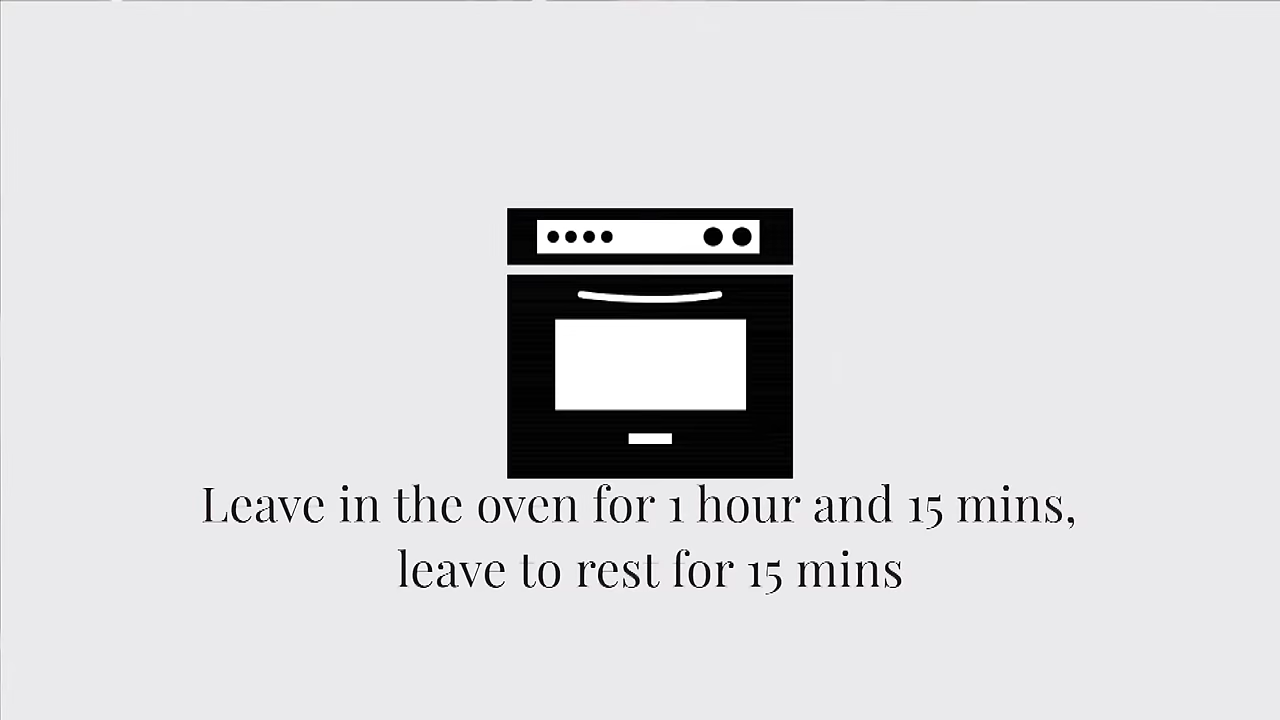 Leave in the oven for 1 hour and 15 mins,
leave to rest for 15 mins